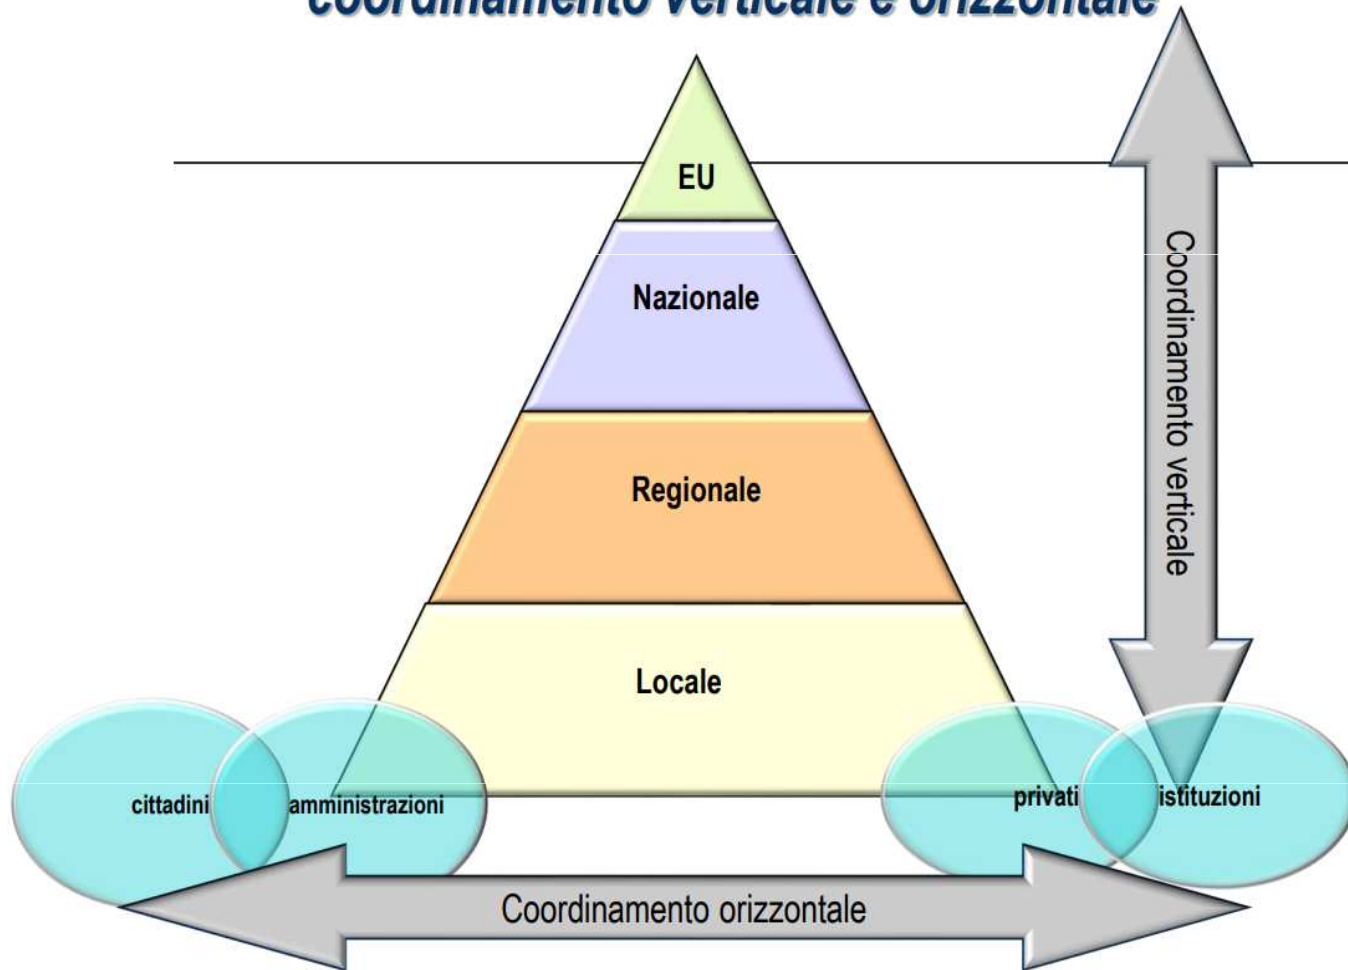 coordinamento verticale e orizzontale
EU
Nazionale
Coordinamento verticale
Regionale
Locale
cittadini
amministrazioni
privati
istituzioni
Coordinamento orizzontale